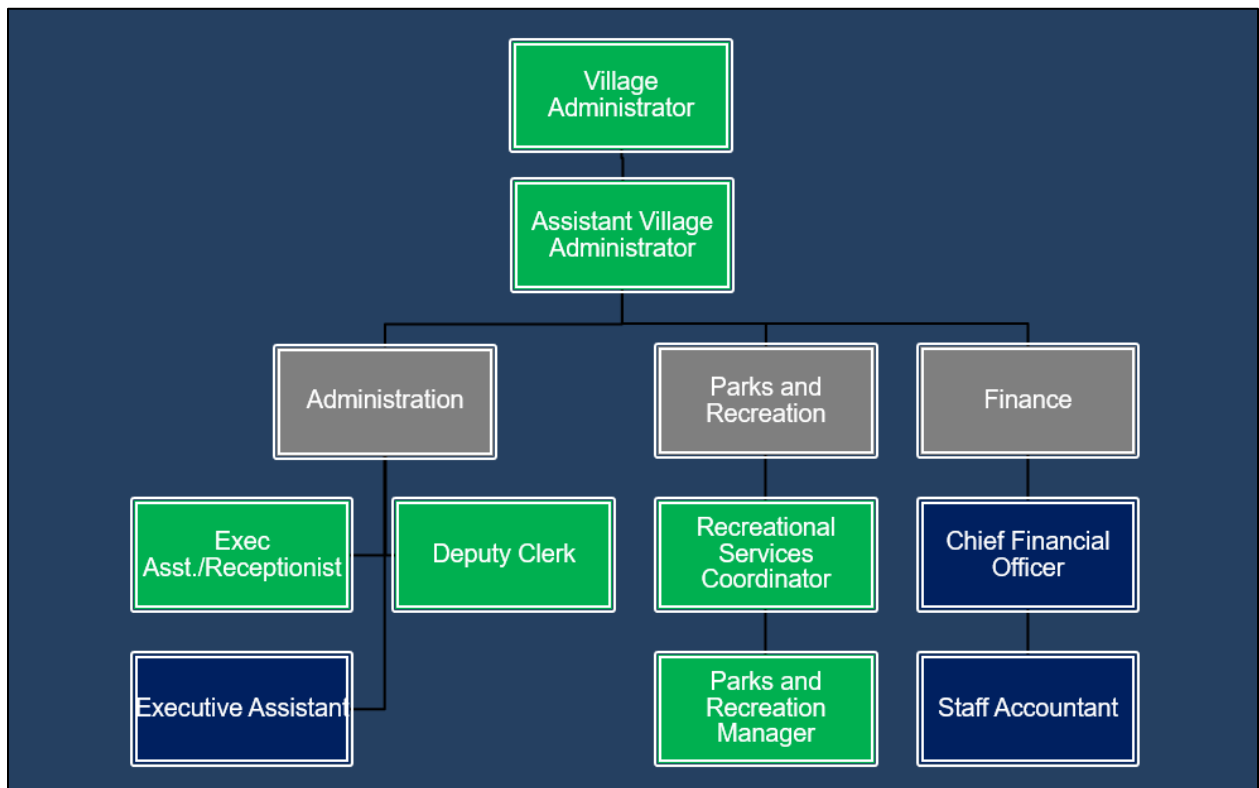 Village
Administrator
Assistant Village
Administrator
Administration
Parks and
Recreation
Finance
Exec
Asst./Receptionist
Deputy Clerk
Recreational
Services
Coordinator
Chief Financial
Officer
Executive Assistant
Parks and
Recreation
Manager
Staff Accountant